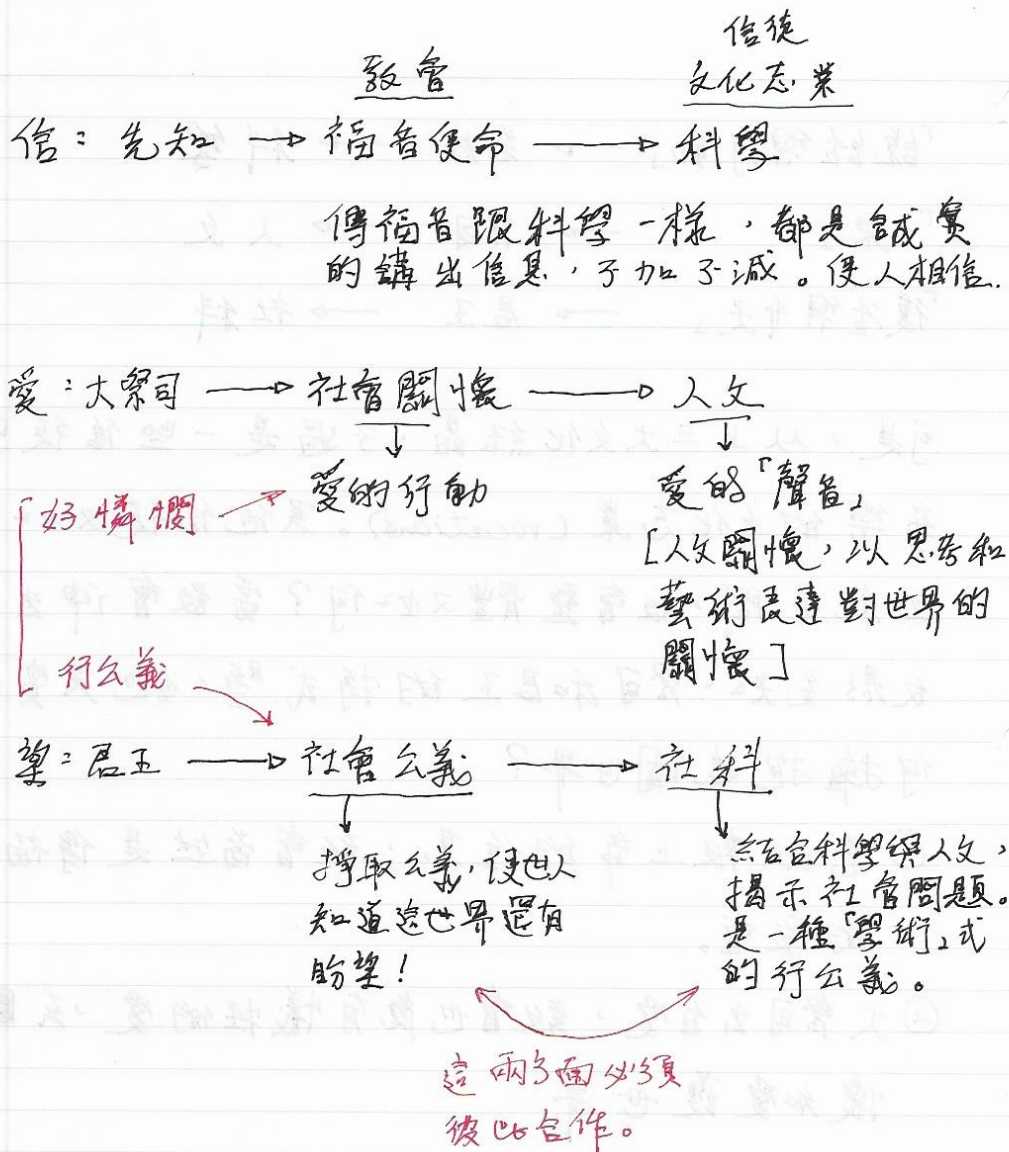 信徒
教會 文化志業
信：先知 → 福音使命 → 科學
傳福音跟科學一樣，都是誠實
的講出信息，不加不減。使人相信.
愛：大祭司 → 社會關懷 → 人文
愛的行動 愛的「聲音」
「好憐憫
[人文關懷，以思考和
藝術表達對世界的
關懷]
行公義
望：君王 → 社會公義 → 社科
掙取公義，使世人
知道這世界還有
盼望！
結合科學與人文，
揭示社會問題。
是一種「學術」式
的行公義。
這兩方面必須
彼此合作。